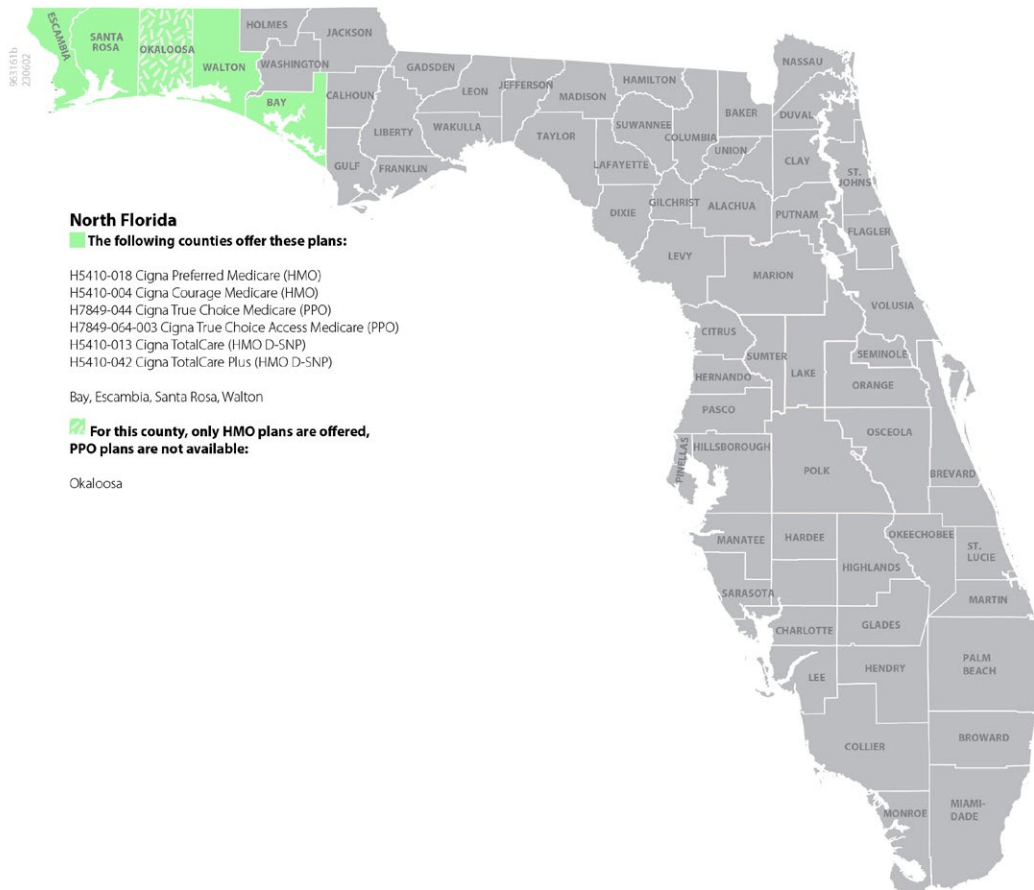 963161b
220602
ESCAMBIA
SANTA
ROSA
OKALOOSA
WALTON
HOLMES
WASHINGTON
BAY
JACKSON
CALHOUN
GULF
GADSDEN
LIBERTY
FRANKLIN
LEON
WAKULLA
JEFFERSON
MADISON
TAYLOR
HAMILTON
SUWANNEE
LAFAYETTE
COLUMBIA
DIXIE
GILCHRIST
BAKER
UNION
NASSAU
DUVAL
CLAY
ST.
JOHNS
ALACHUA
PUTNAM
FLAGLER
LEVY
MARION
VOLUSIA
CITRUS
SUMTER
LAKE
SEMINOLE
HERNANDO
ORANGE
PASCO
OSCEOLA
PINELLAS
HILLSBOROUGH
POLK
BREVARD
MANATEE
HARDEE
OKEECHOBEE
HIGHLANDS
ST.
LUCIE
SARASOTA
MARTIN
CHARLOTTE
GLADES
LEE
HENDRY
PALM
BEACH
COLLIER
BROWARD
MONROE
MIAMI-
DADE
North Florida
The following counties offer these plans:
H5410-018 Cigna Preferred Medicare (HMO)
H5410-004 Cigna Courage Medicare (HMO)
H7849-044 Cigna True Choice Medicare (PPO)
H7849-064-003 Cigna True Choice Access Medicare (PPO)
H5410-013 Cigna TotalCare (HMO D-SNP)
H5410-042 Cigna TotalCare Plus (HMO D-SNP)
Bay, Escambia, Santa Rosa, Walton
For this county, only HMO plans are offered,
PPO plans are not available:
Okaloosa